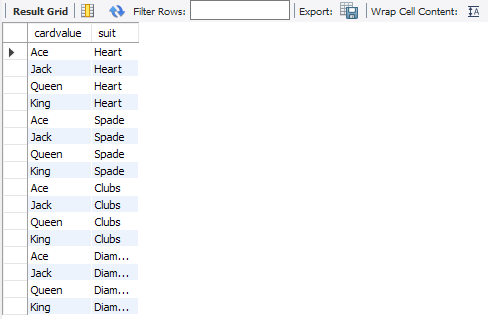 Result Grid Filter Rows: Export: Wrap Cell Content:
cardvalue suit
Ace Heart
Jack Heart
Queen Heart
King Heart
Ace Spade
Jack Spade
Queen Spade
King Spade
Ace Clubs
Jack Clubs
Queen Clubs
King Clubs
Ace Diam...
Jack Diam...
Queen Diam...
King Diam...